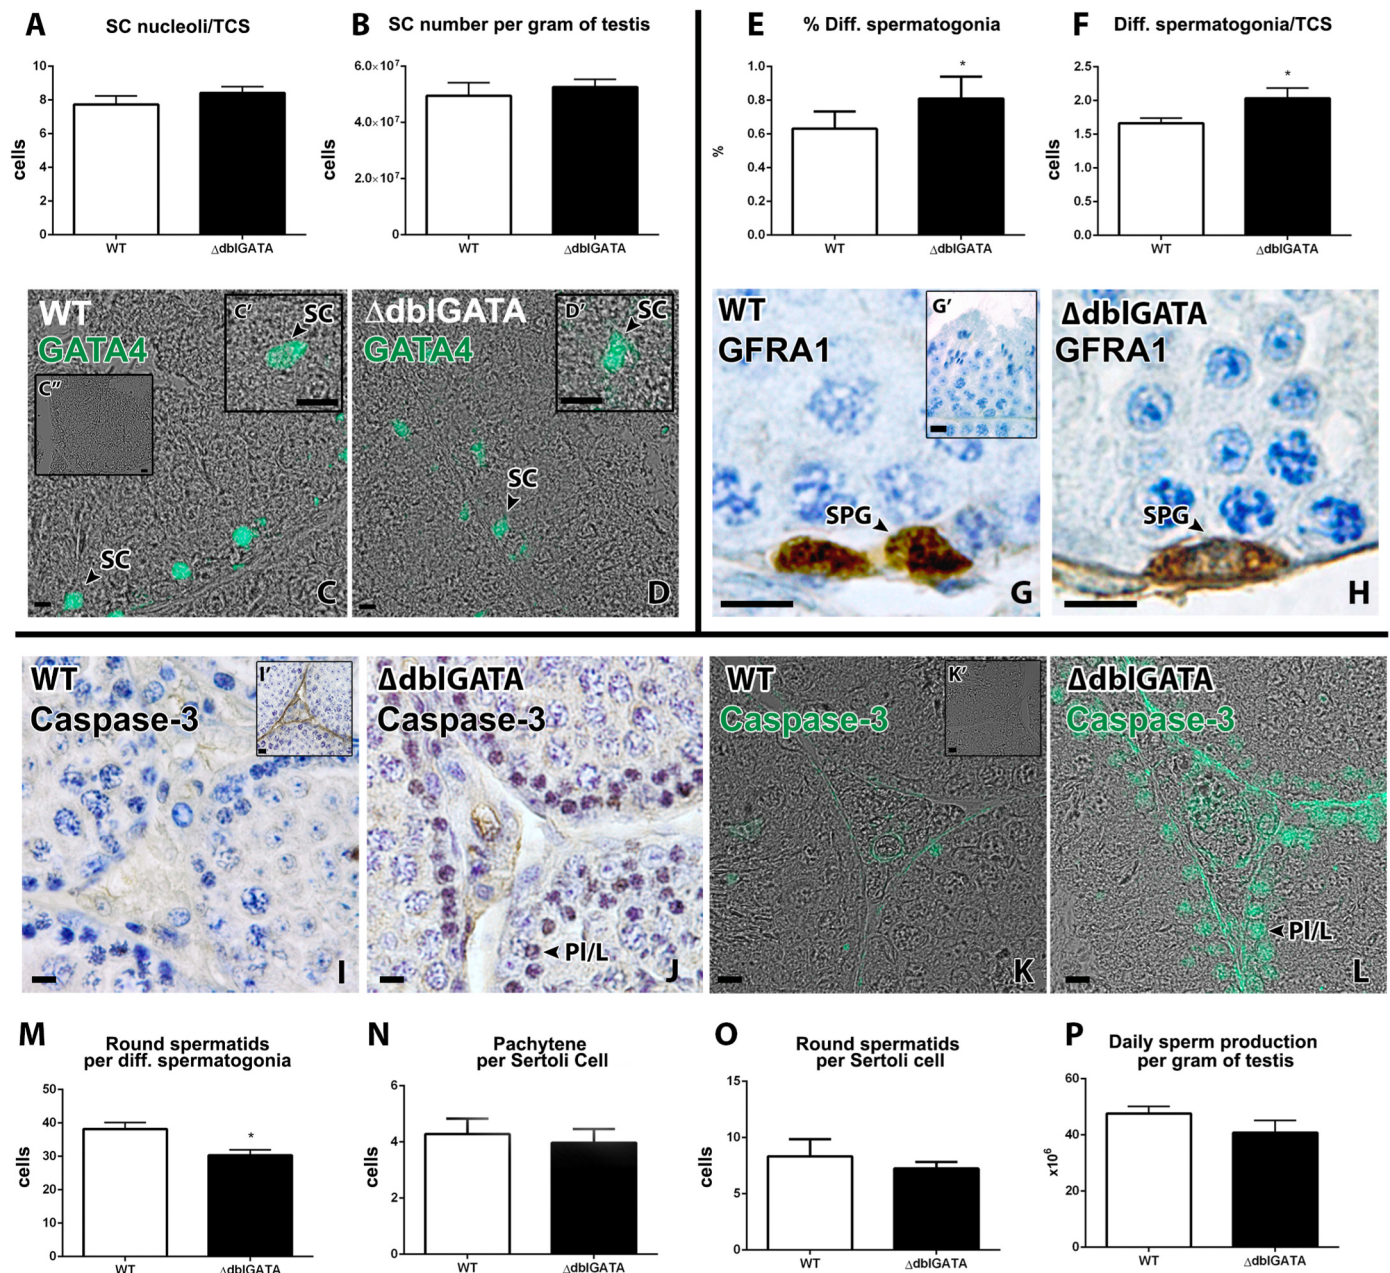 A
SC nucleoli/TCS
cells
10
8
6
4
2
0
WT
ΔdblGATA
B
SC number per gram of testis
cells
6.0×10⁷
4.0×10⁷
2.0×10⁷
0
WT
ΔdblGATA
E
% Diff. spermatogonia
%
1.0
0.8
0.6
0.4
0.2
0.0
*
WT
ΔdblGATA
F
Diff. spermatogonia/TCS
cells
2.5
2.0
1.5
1.0
0.5
0.0
*
WT
ΔdblGATA
WT
GATA4
C′
SC
C″
SC
C
ΔdblGATA
GATA4
D′
SC
SC
D
WT
GFRA1
G′
SPG
G
ΔdblGATA
GFRA1
SPG
H
WT
Caspase-3
I′
I
ΔdblGATA
Caspase-3
Pl/L
J
WT
Caspase-3
K′
K
ΔdblGATA
Caspase-3
Pl/L
L
M
Round spermatids
per diff. spermatogonia
cells
50
40
30
20
10
0
*
WT
ΔdblGATA
N
Pachytene
per Sertoli Cell
cells
6
4
2
0
WT
ΔdblGATA
O
Round spermatids
per Sertoli cell
cells
15
10
5
0
WT
ΔdblGATA
P
Daily sperm production
per gram of testis
x10⁶
60
40
20
0
WT
ΔdblGATA